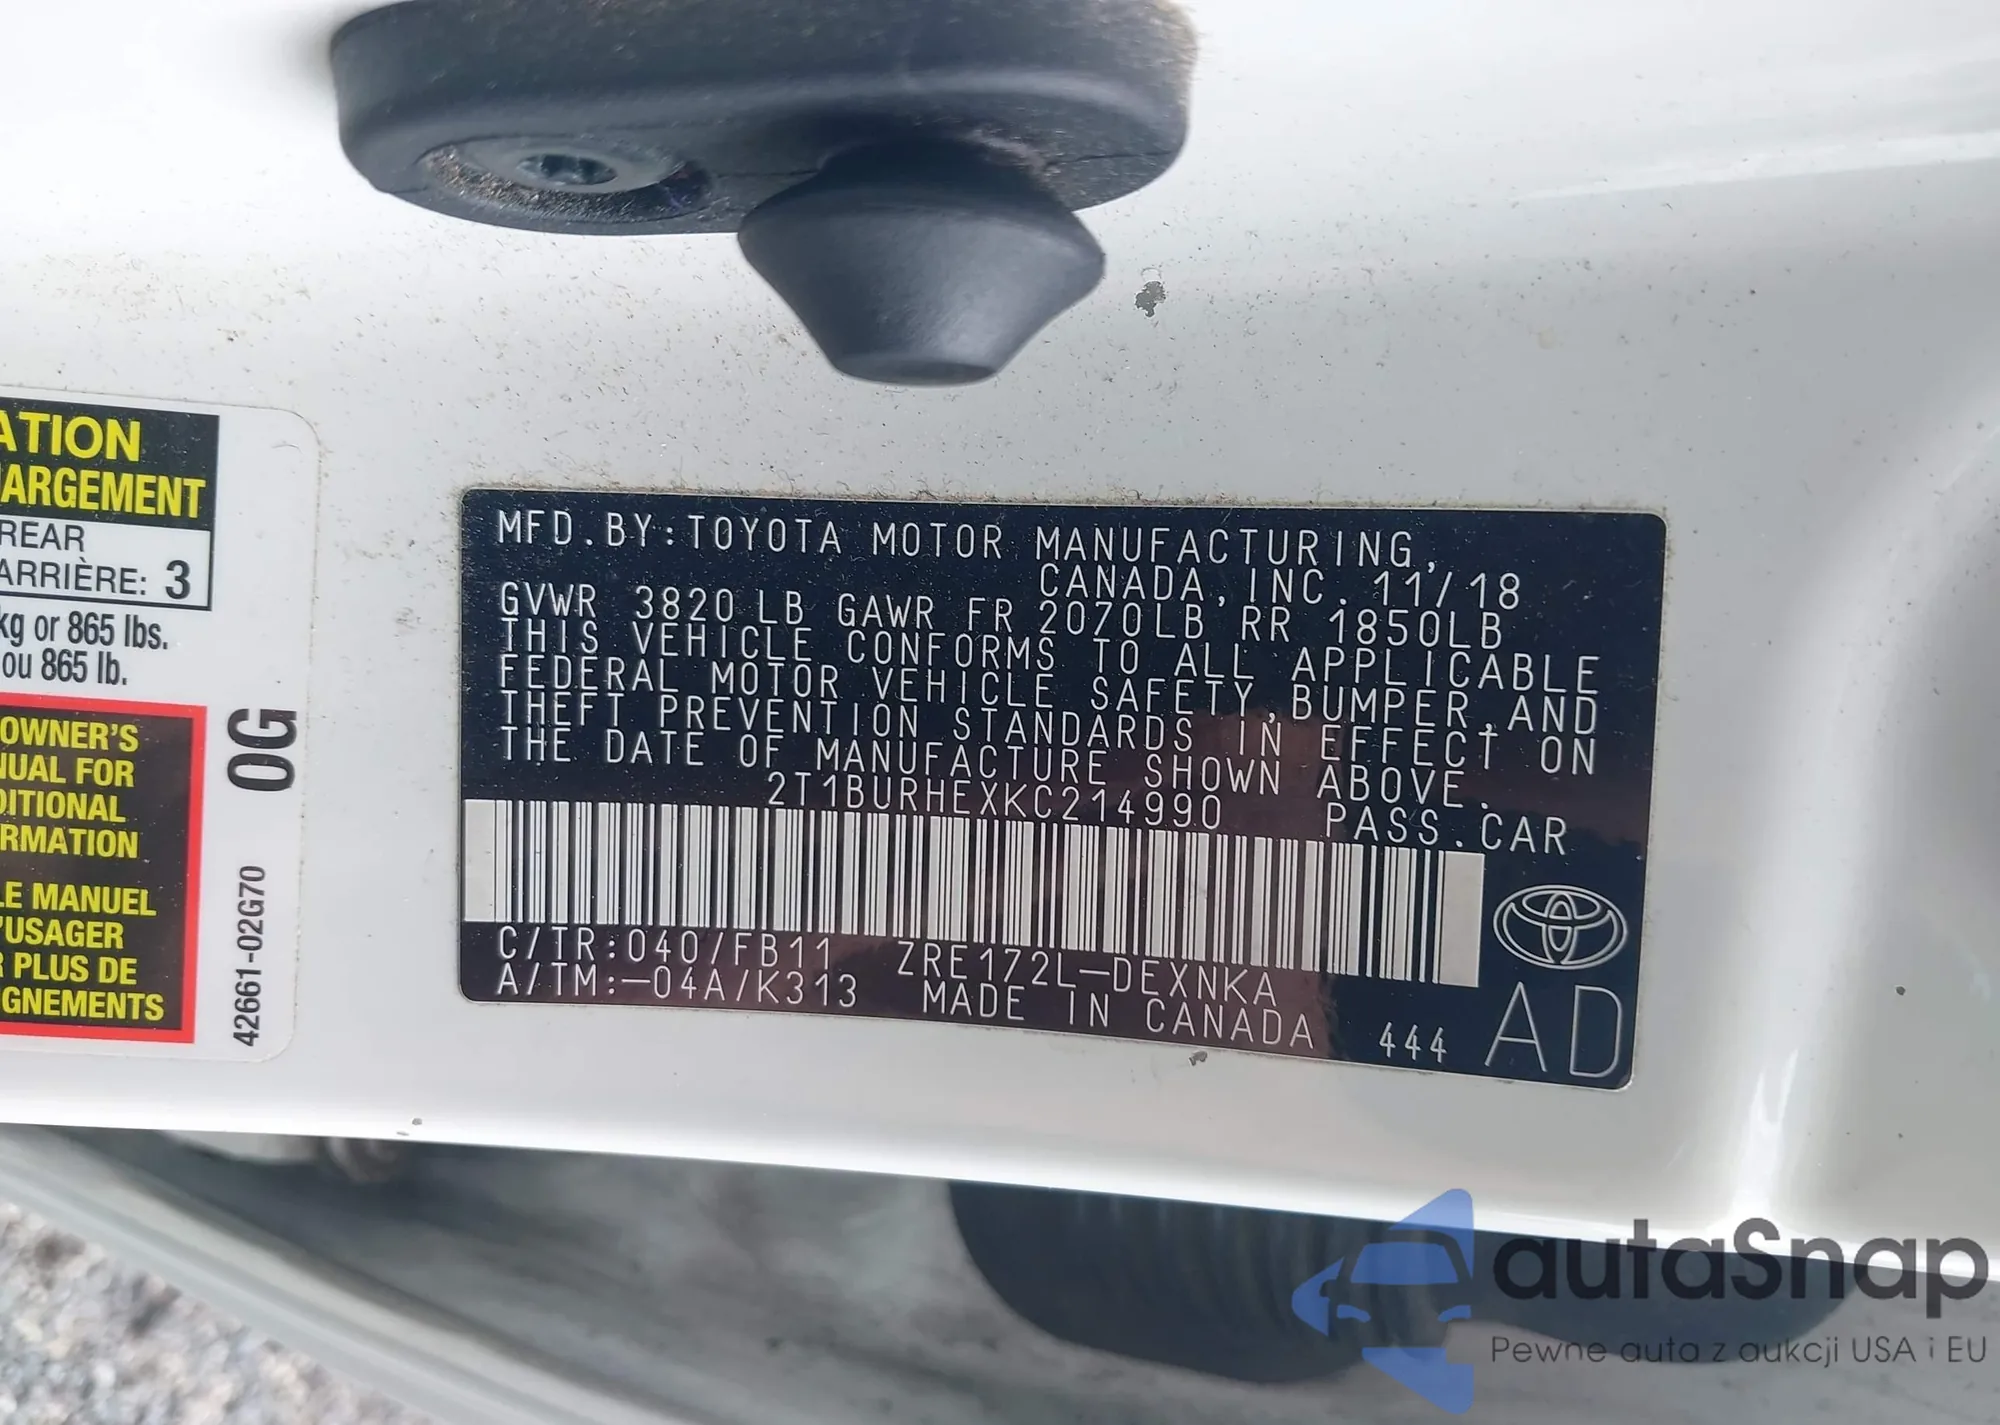 ATION
ARGEMENT
REAR
ARRIÈRE: 3
kg or 865 lbs.
ou 865 lb.
OWNER'S
NUAL FOR
DITIONAL
RMATION
LE MANUEL
'USAGER
R PLUS DE
GNEMENTS
0G
42661-02G70
MFD.BY:TOYOTA MOTOR MANUFACTURING,
CANADA,INC. 11/18
GVWR 3820LB GAWR FR 2070LB RR 1850LB
THIS VEHICLE CONFORMS TO ALL APPLICABLE
FEDERAL MOTOR VEHICLE SAFETY,BUMPER,AND
THEFT PREVENTION STANDARDS IN EFFECT ON
THE DATE OF MANUFACTURE SHOWN ABOVE.
2T1BURHEXKC214990 PASS.CAR
C/TR:040/FB11 ZRE172L-DEXNKA
A/TM:-04A/K313 MADE IN CANADA 444 AD
autaSnap
Pewne auta z aukcji USA i EU